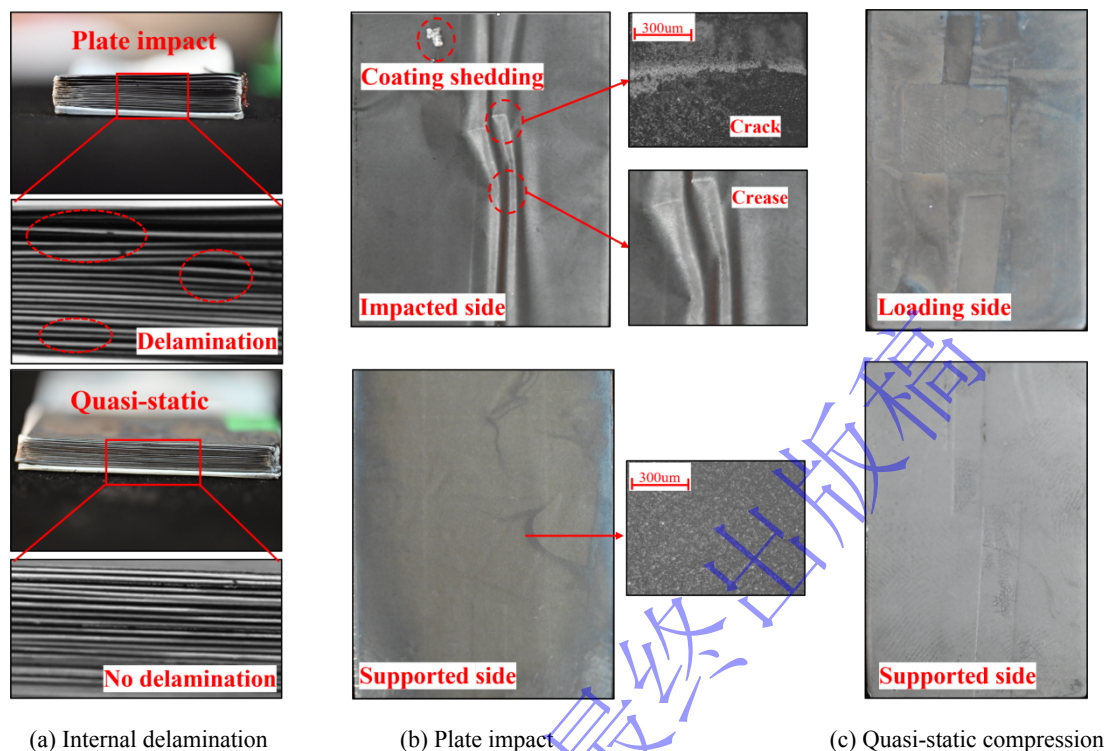 Plate impact
Delamination
Quasi-static
No delamination
(a) Internal delamination
Coating shedding
300um
Crack
Crease
Impacted side
300um
Supported side
(b) Plate impact
Loading side
Supported side
(c) Quasi-static compression
最终出版稿